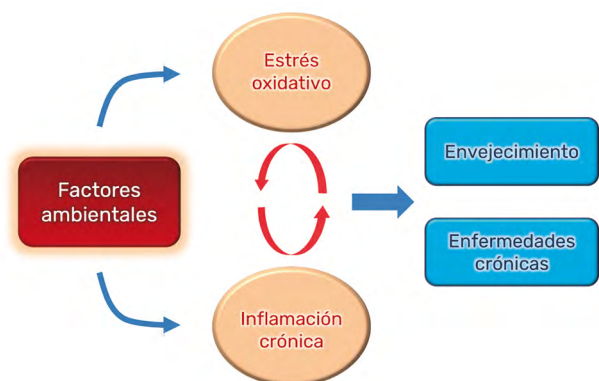 Estrés
oxidativo
Factores
ambientales
Envejecimiento
Enfermedades
crónicas
Inflamación
crónica